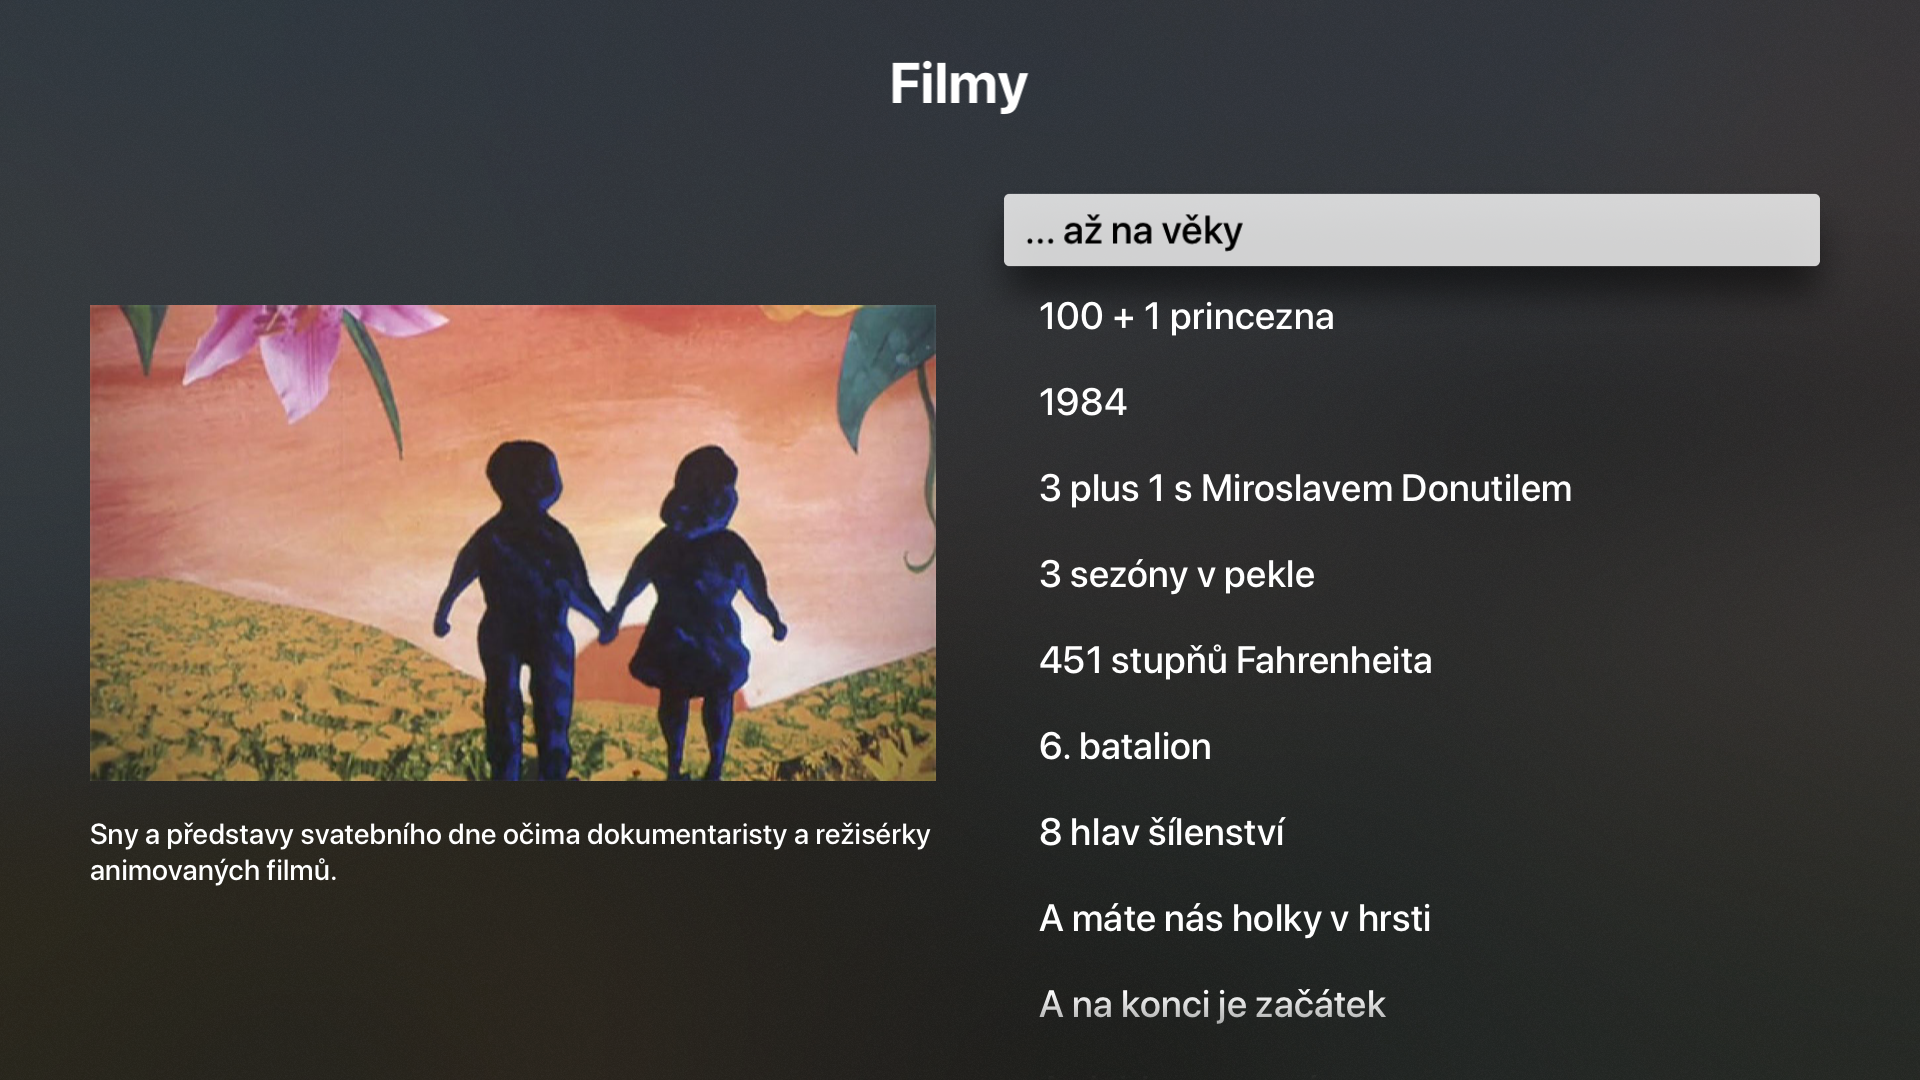 Filmy
... až na věky
100 + 1 princezna
1984
3 plus 1 s Miroslavem Donutilem
3 sezóny v pekle
451 stupňů Fahrenheita
6. batalion
8 hlav šílenství
A máte nás holky v hrsti
A na konci je začátek
Sny a představy svatebního dne očima dokumentaristy a režisérky
animovaných filmů.